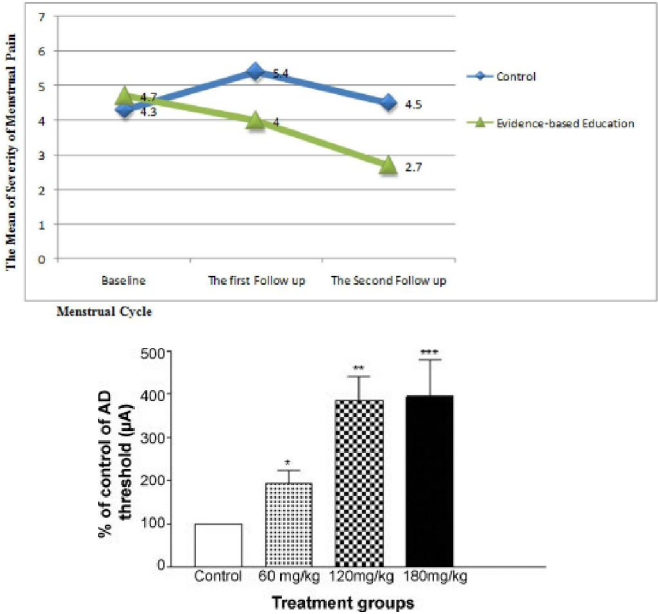 The Mean of Severity of Menstrual Pain
7
6
5
4
3
2
1
0
4.7
4.3
5.4
4
4.5
2.7
Control
Evidence-based Education
Baseline
The first Follow up
The Second Follow up
Menstrual Cycle
% of control of AD
threshold (µA)
500
400
300
200
100
0
*
**
***
Control
60 mg/kg
120mg/kg
180mg/kg
Treatment groups